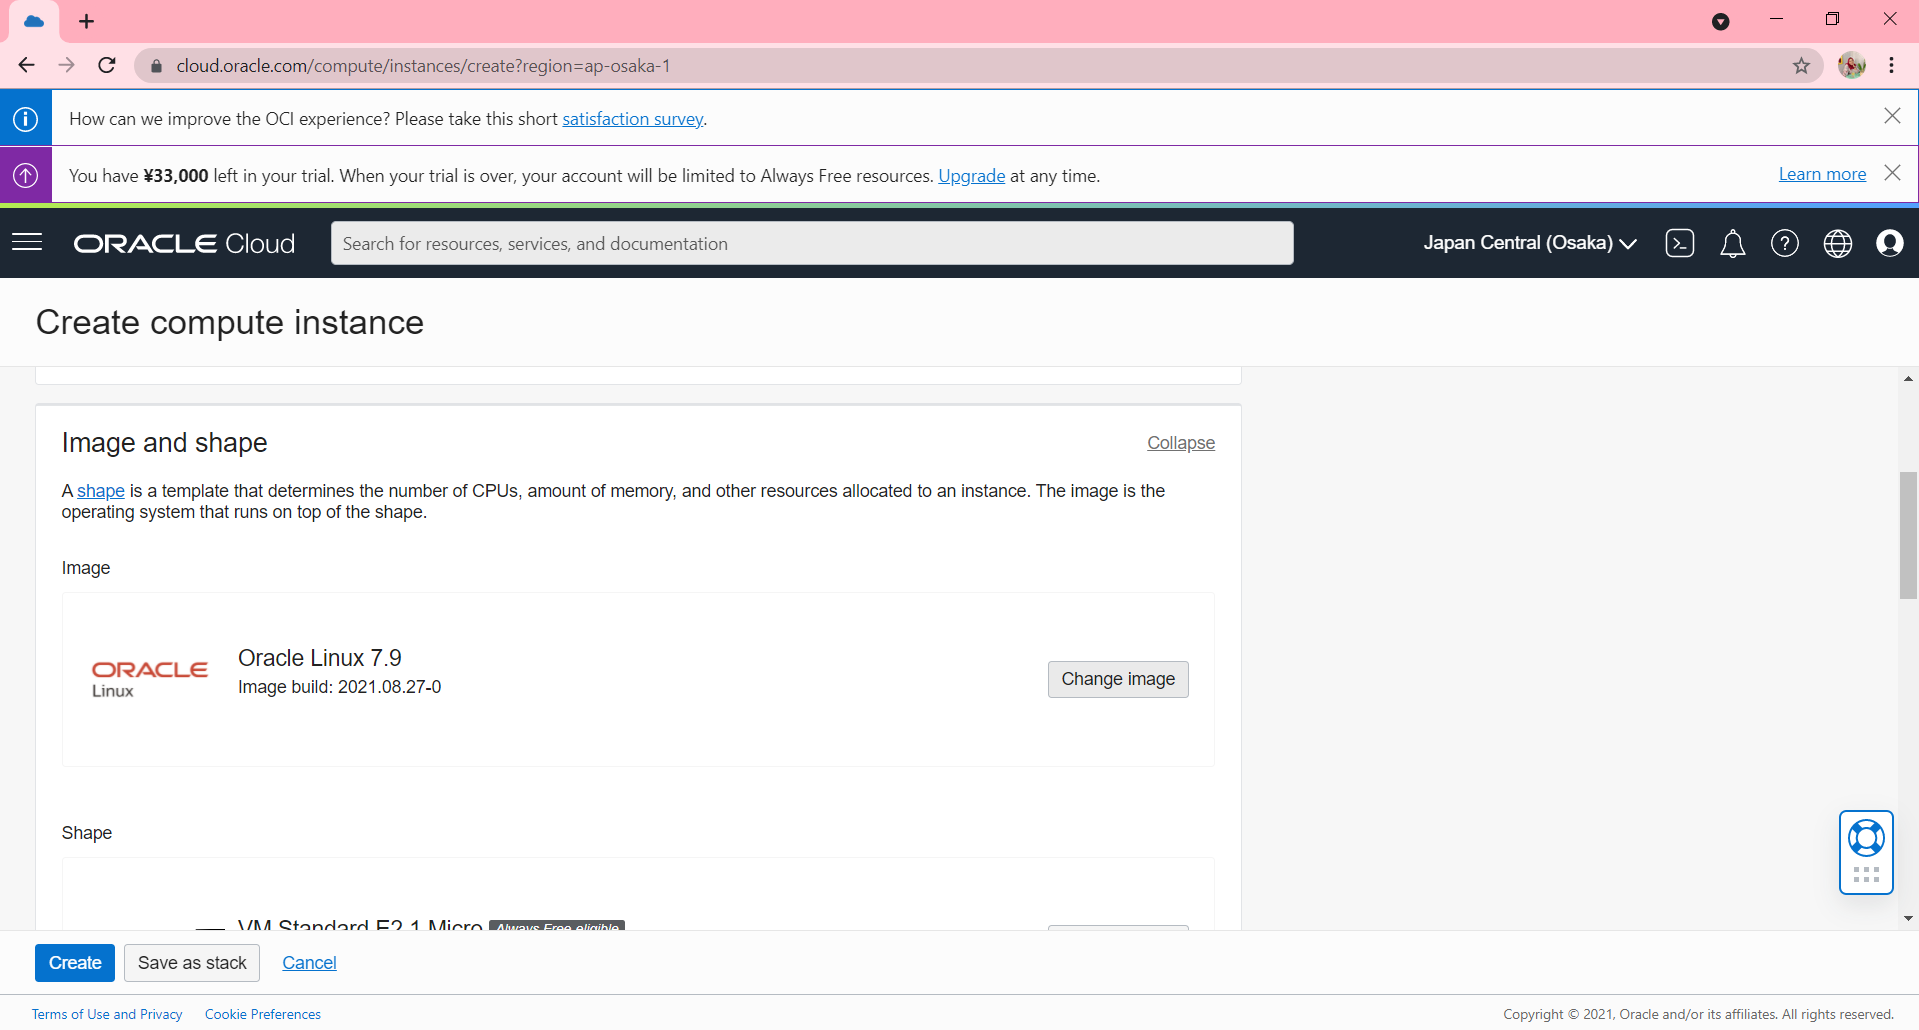 cloud.oracle.com/compute/instances/create?region=ap-osaka-1
How can we improve the OCI experience? Please take this short satisfaction survey.
You have ¥33,000 left in your trial. When your trial is over, your account will be limited to Always Free resources. Upgrade at any time.
Learn more
ORACLE Cloud
Search for resources, services, and documentation
Japan Central (Osaka)
Create compute instance
Image and shape
Collapse
A shape is a template that determines the number of CPUs, amount of memory, and other resources allocated to an instance. The image is the
operating system that runs on top of the shape.
Image
ORACLE
Linux
Oracle Linux 7.9
Image build: 2021.08.27-0
Change image
Shape
VM.Standard.E2.1.Micro Always Free eligible
Create
Save as stack
Cancel
Terms of Use and Privacy
Cookie Preferences
Copyright © 2021, Oracle and/or its affiliates. All rights reserved.